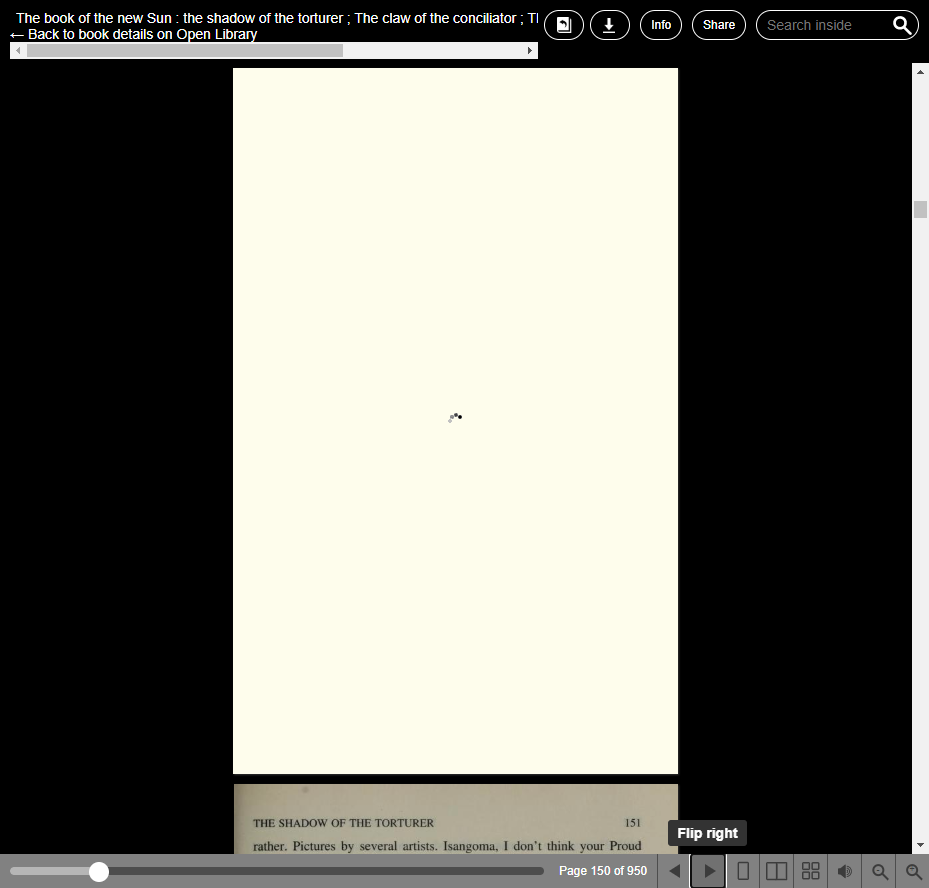 The book of the new Sun : the shadow of the torturer ; The claw of the conciliator ;
← Back to book details on Open Library
Info
Share
Search inside
THE SHADOW OF THE TORTURER 151
rather. Pictures by several artists. Isangoma, I don't think your Proud
Flip right
Page 150 of 950